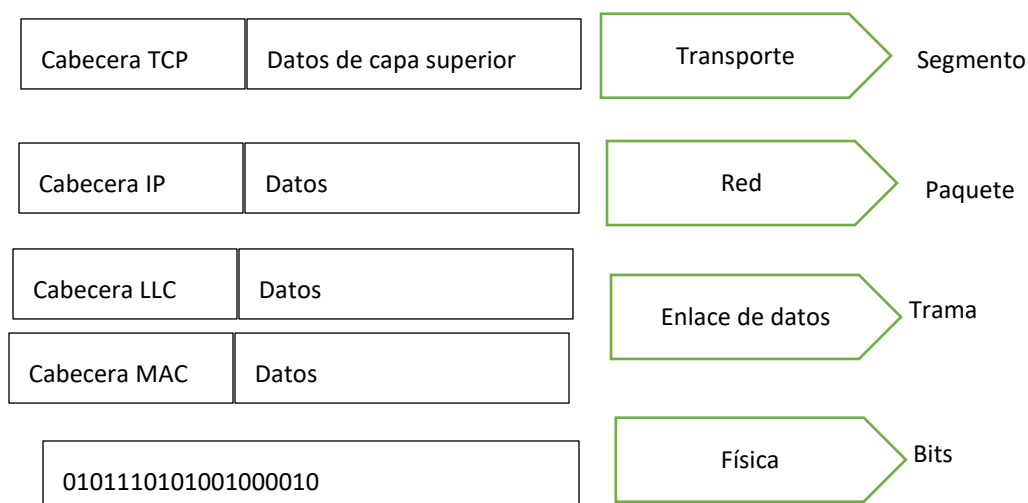 Cabecera TCP Datos de capa superior Transporte Segmento
Cabecera IP Datos Red Paquete
Cabecera LLC Datos
Enlace de datos Trama
Cabecera MAC Datos
Física Bits
0101110101001000010